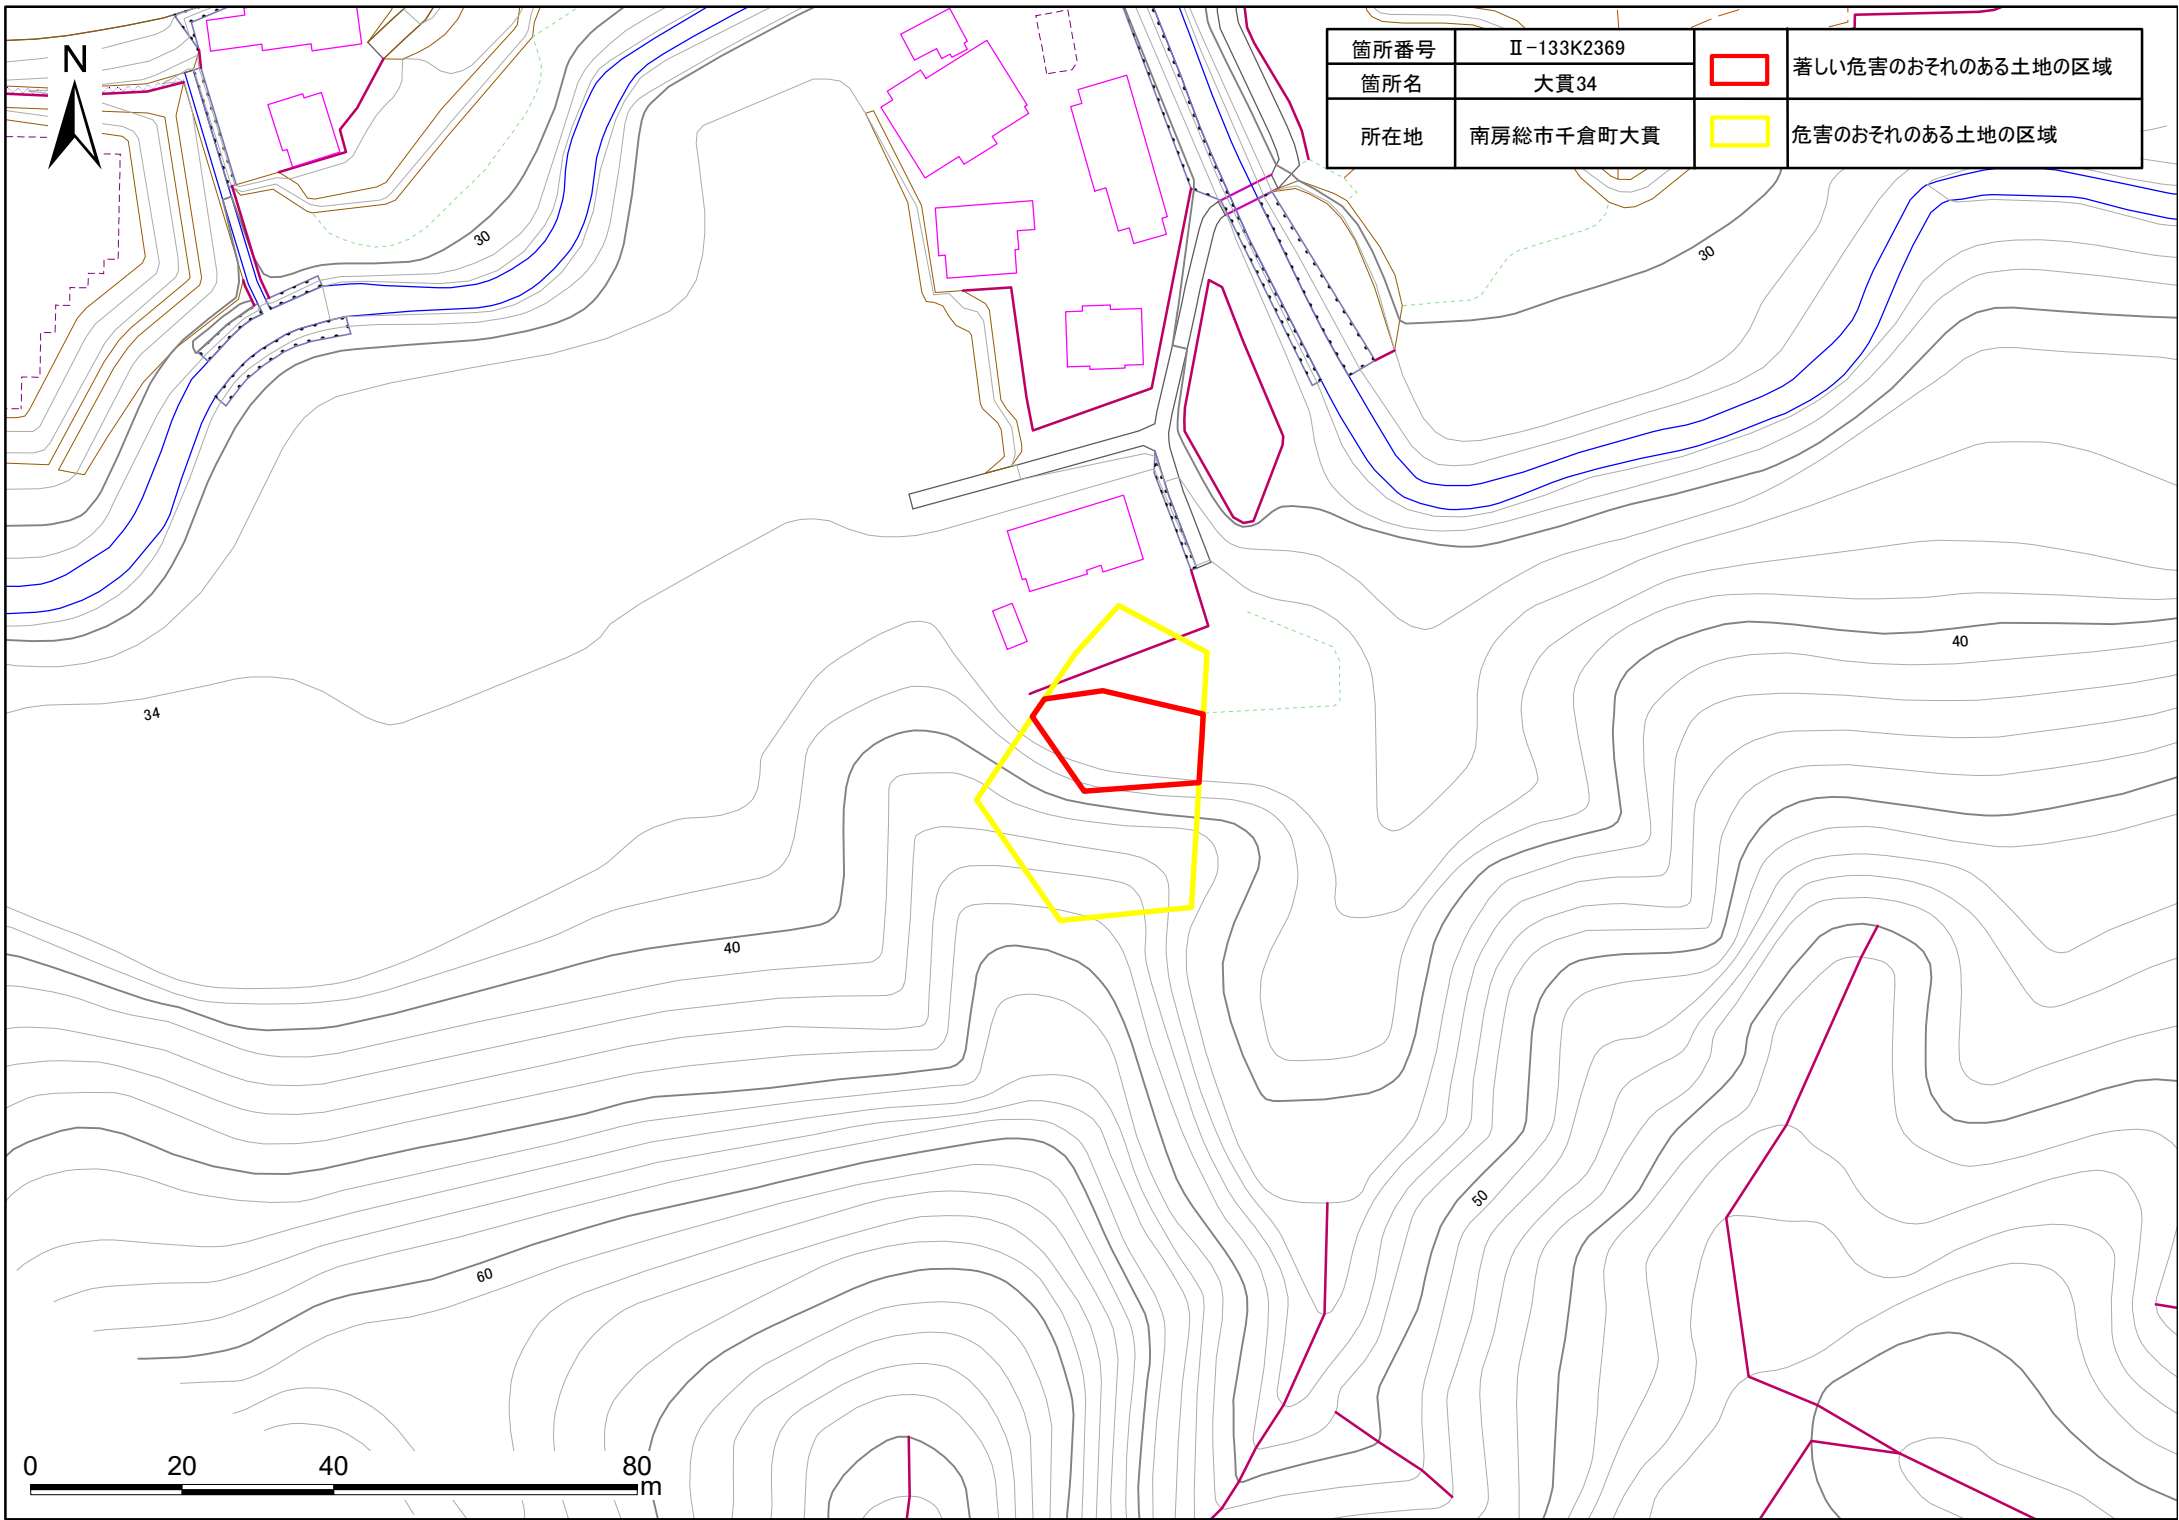 N
箇所番号 Ⅱ-133K2369
箇所名 大貫34
所在地 南房総市千倉町大貫
著しい危害のおそれのある土地の区域
危害のおそれのある土地の区域
30
30
40
34
40
50
60
0 20 40 80
m